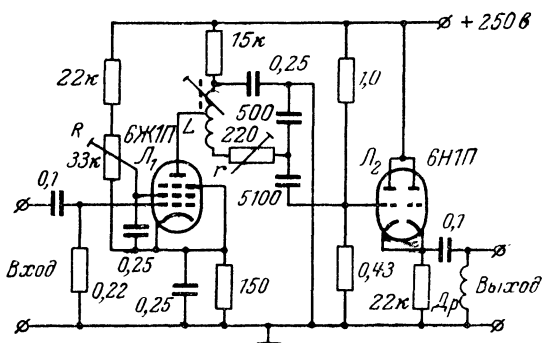 + 250 в
15к
0,25
1,0
22к
500
R
6Ж1П
L
220
Л₂
6Н1П
33к
Л₁
r
5100
0,1
0,1
Вход
0,25
0,43
Выход
0,22
0,25
150
22к
Др